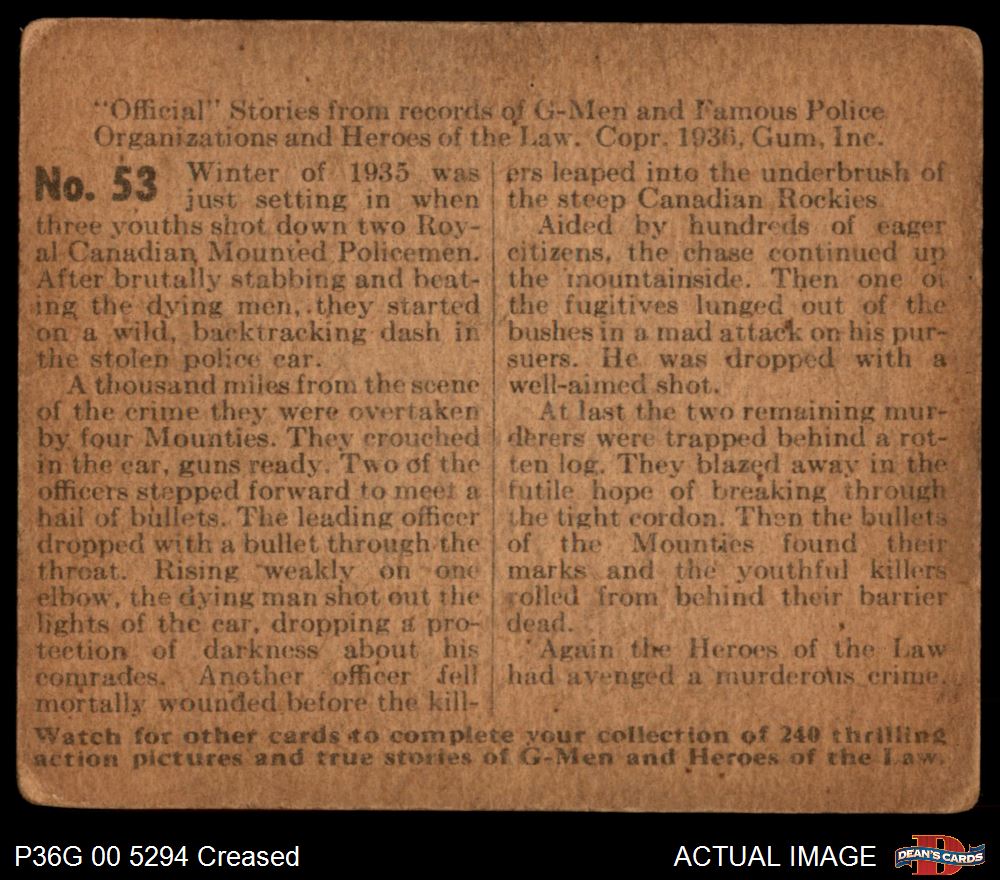 "Official" Stories from records of G-Men and Famous Police
Organizations and Heroes of the Law. Copr. 1936, Gum, Inc.
No. 53
Winter of 1935 was
just setting in when
three youths shot down two Roy-
al Canadian Mounted Policemen.
After brutally stabbing and beat-
ing the dying men, they started
on a wild, backtracking dash in
the stolen police car.
A thousand miles from the scene
of the crime they were overtaken
by four Mounties. They crouched
in the car, guns ready. Two of the
officers stepped forward to meet a
hail of bullets. The leading officer
dropped with a bullet through the
throat. Rising weakly on one
elbow, the dying man shot out the
lights of the car, dropping a pro-
tection of darkness about his
comrades. Another officer fell
mortally wounded before the kill-
ers leaped into the underbrush of
the steep Canadian Rockies.
Aided by hundreds of eager
citizens, the chase continued up
the mountainside. Then one of
the fugitives lunged out of the
bushes in a mad attack on his pur-
suers. He was dropped with a
well-aimed shot.
At last the two remaining mur-
derers were trapped behind a rot-
ten log. They blazed away in the
futile hope of breaking through
the tight cordon. Then the bullets
of the Mounties found their
marks and the youthful killers
rolled from behind their barrier
dead.
Again the Heroes of the Law
had avenged a murderous crime.
Watch for other cards to complete your collection of 240 thrilling
action pictures and true stories of G-Men and Heroes of the Law.
P36G 00 5294 Creased
ACTUAL IMAGE
D
DEAN'S CARDS